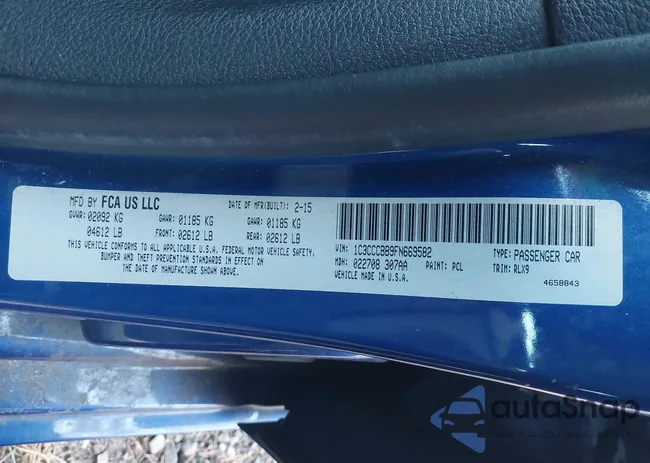 MFD BY FCA US LLC DATE OF MFR(BUILT): 2-15
GVWR: 02092 KG GAWR: 01185 KG GAWR: 01185 KG
04612 LB FRONT: 02612 LB REAR: 02612 LB
THIS VEHICLE CONFORMS TO ALL APPLICABLE U.S.A. FEDERAL MOTOR VEHICLE SAFETY,
BUMPER AND THEFT PREVENTION STANDARDS IN EFFECT ON
THE DATE OF MANUFACTURE SHOWN ABOVE.
VIN: 1C3CCCBB9FN669582 TYPE: PASSENGER CAR
MDH: 022708 307AA PAINT: PCL TRIM: RLX9
VEHICLE MADE IN U.S.A.
4658843
autoSnap